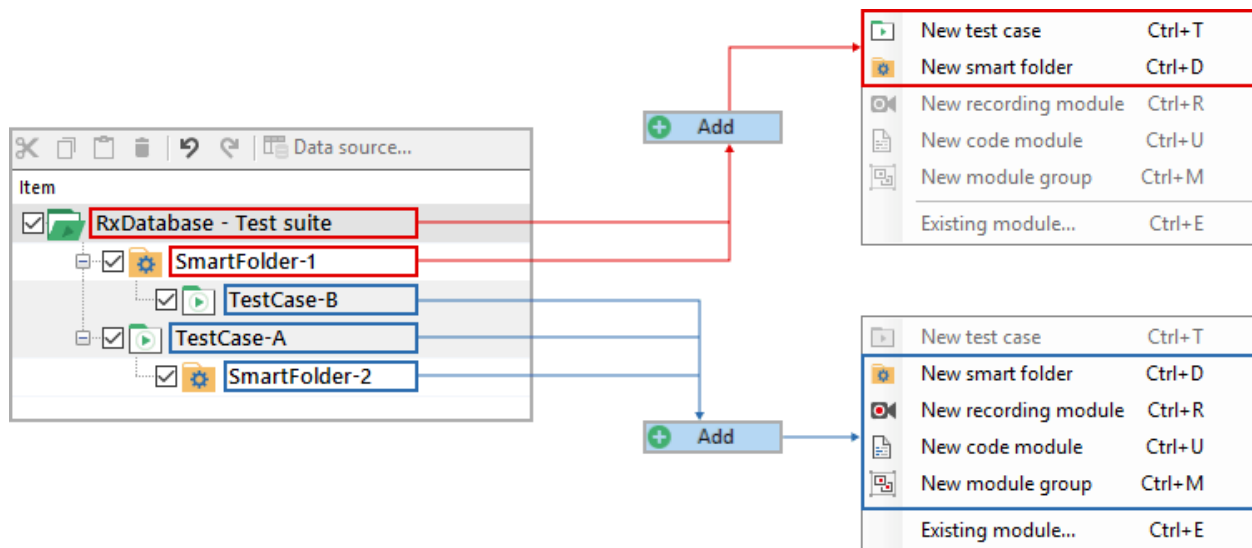 Data source...
Item
RxDatabase - Test suite
SmartFolder-1
TestCase-B
TestCase-A
SmartFolder-2
Add
Add
New test case Ctrl+T
New smart folder Ctrl+D
New recording module Ctrl+R
New code module Ctrl+U
New module group Ctrl+M
Existing module... Ctrl+E
New test case Ctrl+T
New smart folder Ctrl+D
New recording module Ctrl+R
New code module Ctrl+U
New module group Ctrl+M
Existing module... Ctrl+E